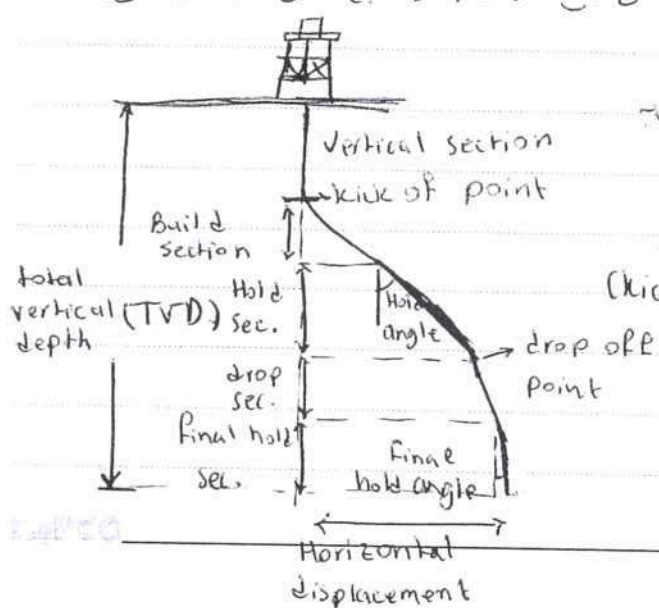 vertical section
kick of point
Build
section
total
vertical (TVD)
depth
Hold
sec.
Hold
angle
(kic
drop off
point
drop
sec.
final hold
sec.
Final
hold angle
Horizontal
displacement